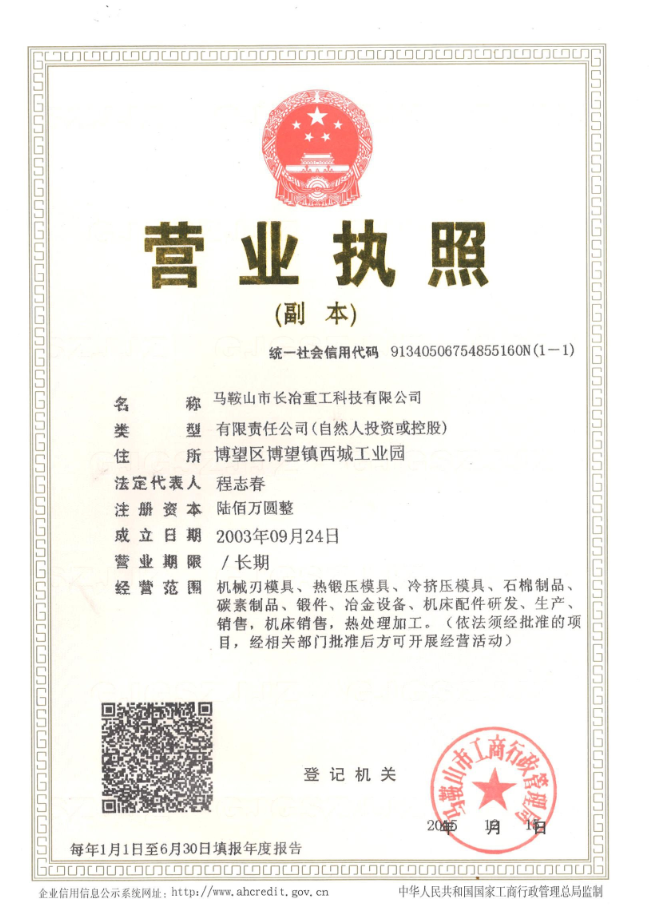 营业执照
(副 本)
统一社会信用代码 91340506754855160N(1-1)
名 称 马鞍山市长冶重工科技有限公司
类 型 有限责任公司(自然人投资或控股)
住 所 博望区博望镇西城工业园
法定代表人 程志春
注册资本 陆佰万圆整
成立日期 2003年09月24日
营业期限 /长期
经营范围 机械刃模具、热锻压模具、冷挤压模具、石棉制品、
碳素制品、锻件、冶金设备、机床配件研发、生产、
销售，机床销售，热处理加工。（依法须经批准的项
目，经相关部门批准后方可开展经营活动）
马鞍山市工商行政管理局
登记机关
年 月 日
每年1月1日至6月30日填报年度报告
企业信用信息公示系统网址: http://www.ahcredit.gov.cn
中华人民共和国国家工商行政管理总局监制